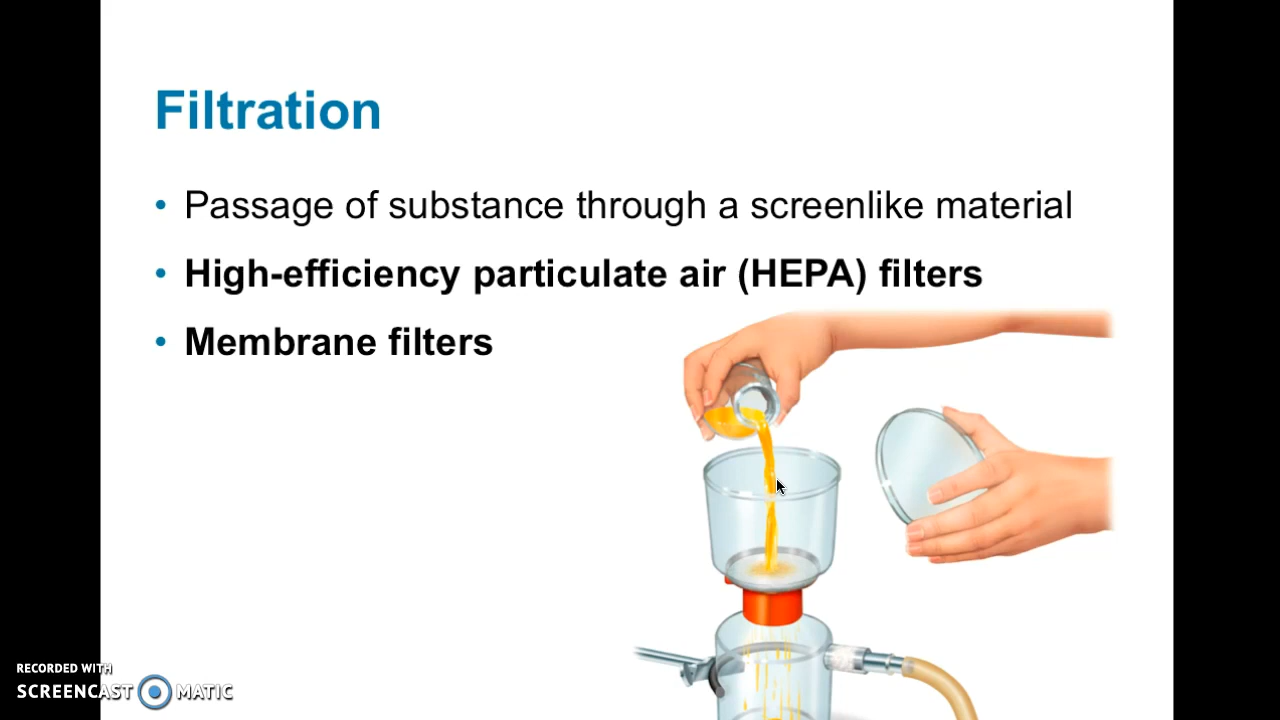 Filtration
• Passage of substance through a screenlike material
• High-efficiency particulate air (HEPA) filters
• Membrane filters
RECORDED WITH
SCREENCAST MATIC